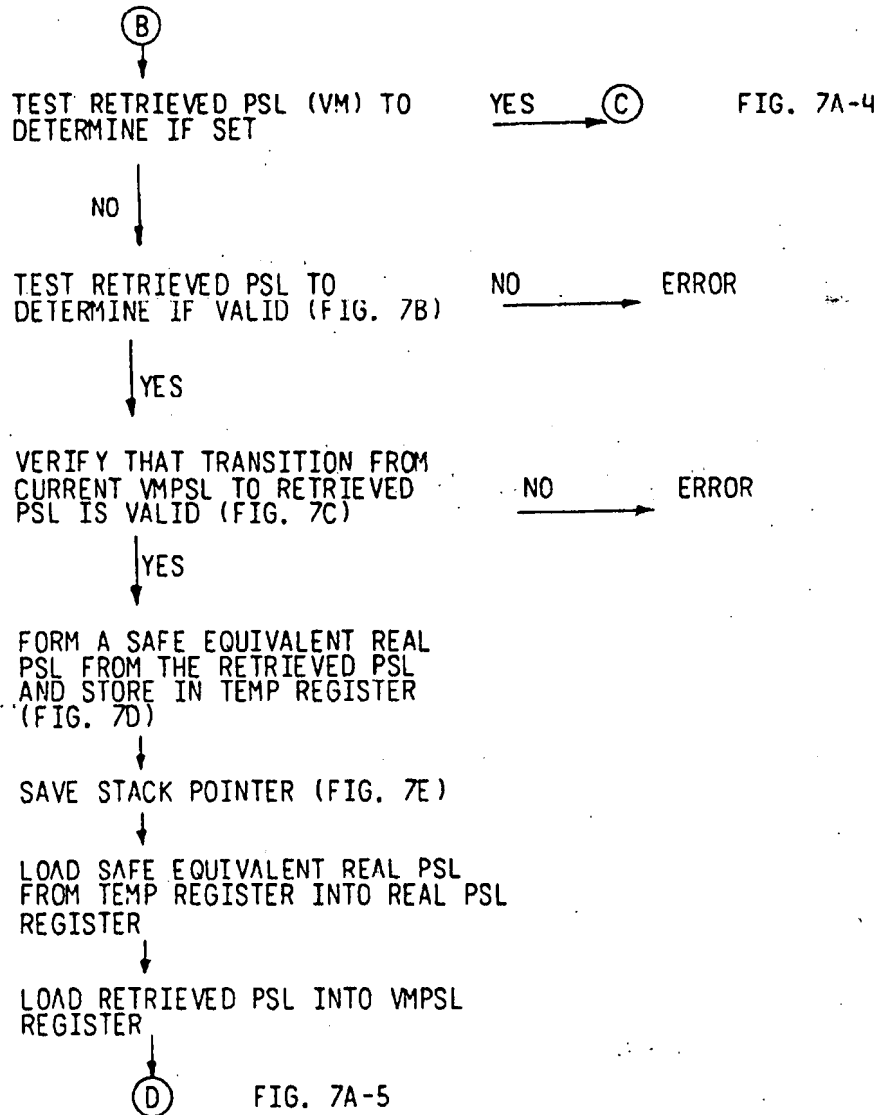 B
TEST RETRIEVED PSL (VM) TO YES C FIG. 7A-4
DETERMINE IF SET
NO
TEST RETRIEVED PSL TO NO ERROR
DETERMINE IF VALID (FIG. 7B)
YES
VERIFY THAT TRANSITION FROM
CURRENT VMPSL TO RETRIEVED NO ERROR
PSL IS VALID (FIG. 7C)
YES
FORM A SAFE EQUIVALENT REAL
PSL FROM THE RETRIEVED PSL
AND STORE IN TEMP REGISTER
(FIG. 7D)
SAVE STACK POINTER (FIG. 7E)
LOAD SAFE EQUIVALENT REAL PSL
FROM TEMP REGISTER INTO REAL PSL
REGISTER
LOAD RETRIEVED PSL INTO VMPSL
REGISTER
D FIG. 7A-5